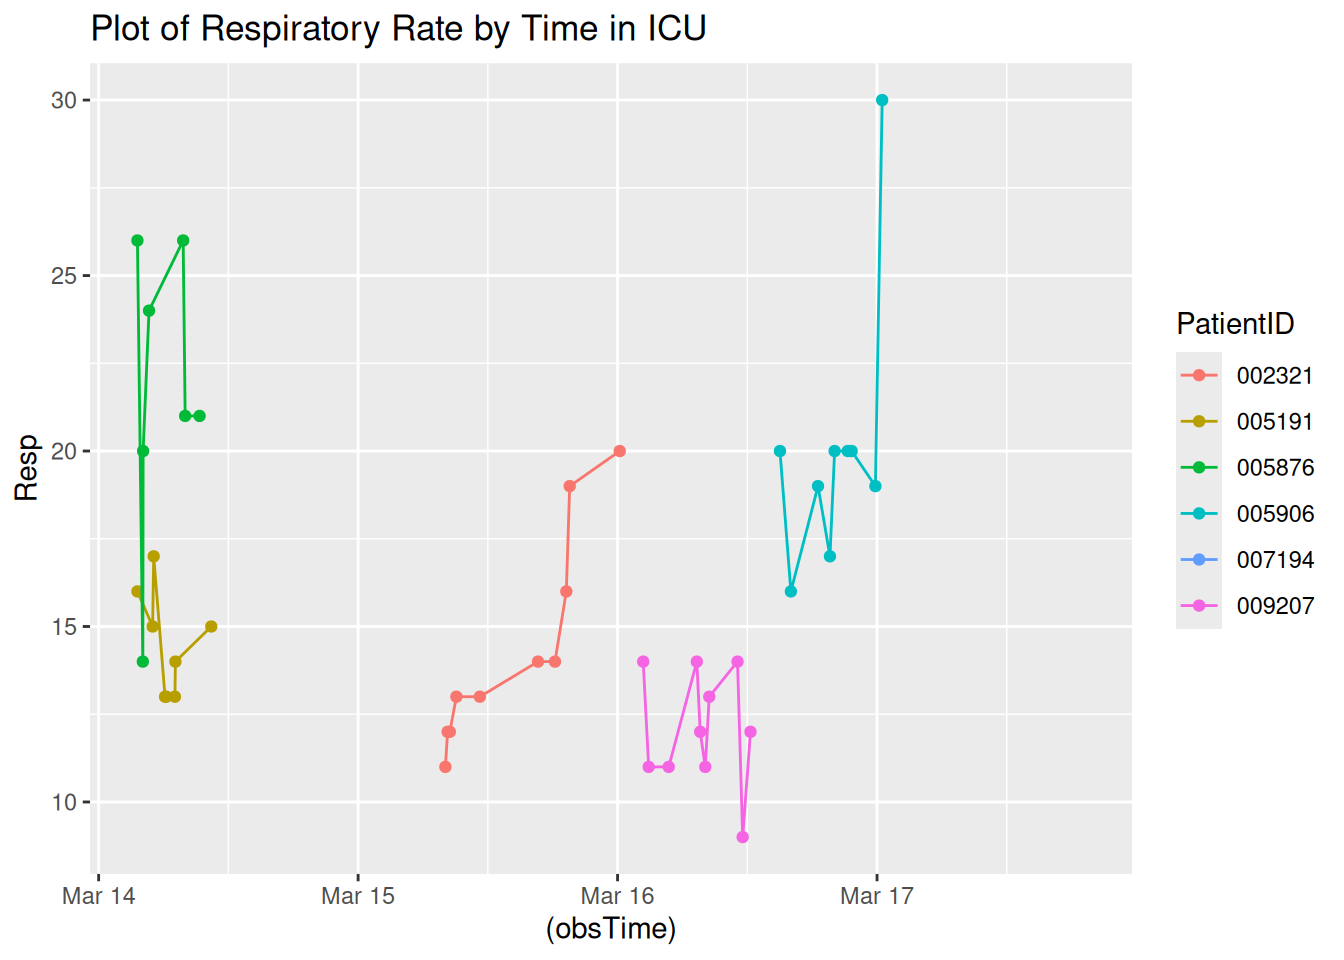 Plot of Respiratory Rate by Time in ICU
30
25
20
15
10
Resp
Mar 14
Mar 15
Mar 16
Mar 17
(obsTime)
PatientID
002321
005191
005876
005906
007194
009207